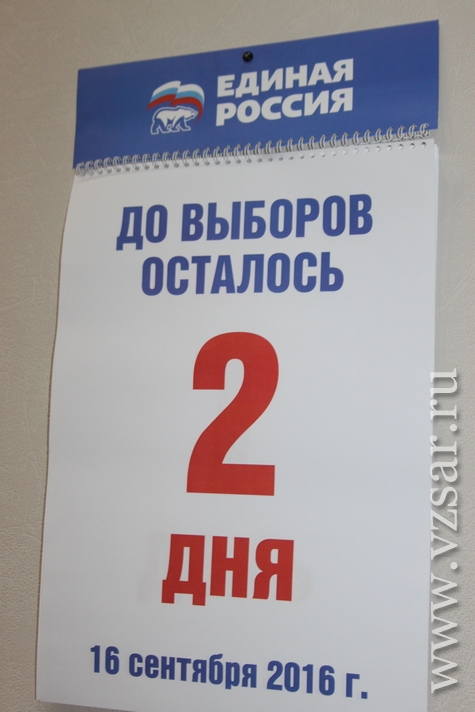 ЕДИНАЯ
РОССИЯ
ДО ВЫБОРОВ
ОСТАЛОСЬ
2
ДНЯ
16 сентября 2016 г.
www.vzsar.ru